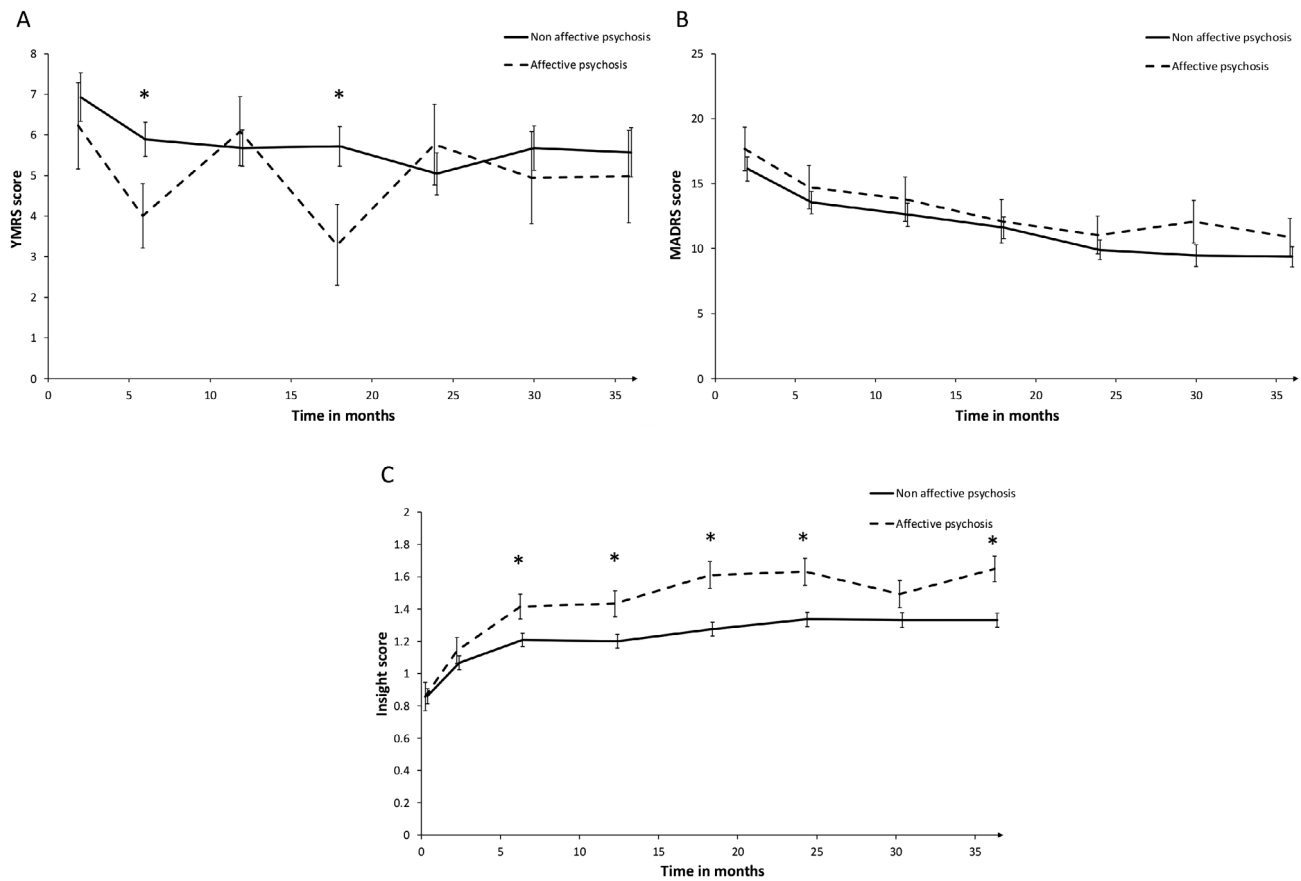 A
Non affective psychosis
Affective psychosis
8
7
6
5
4
3
2
1
0
* *
YMRS score
0 5 10 15 20 25 30 35
Time in months
B
Non affective psychosis
Affective psychosis
25
20
15
10
5
0
MADRS score
0 5 10 15 20 25 30 35
Time in months
C
Non affective psychosis
Affective psychosis
2
1.8
1.6
1.4
1.2
1
0.8
0.6
0.4
0.2
0
* * * * *
Insight score
0 5 10 15 20 25 30 35
Time in months